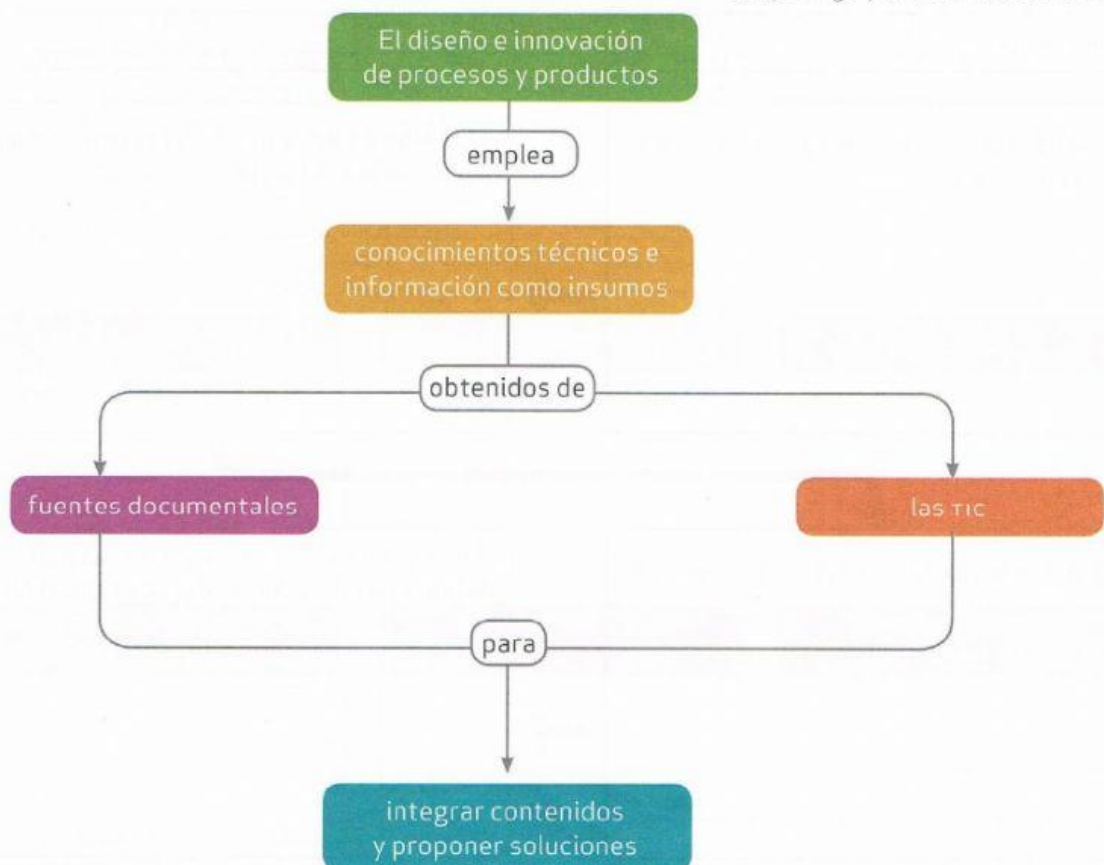 El diseño e innovación
de procesos y productos
emplea
conocimientos técnicos e
información como insumos
obtenidos de
fuentes documentales
las TIC
para
integrar contenidos
y proponer soluciones